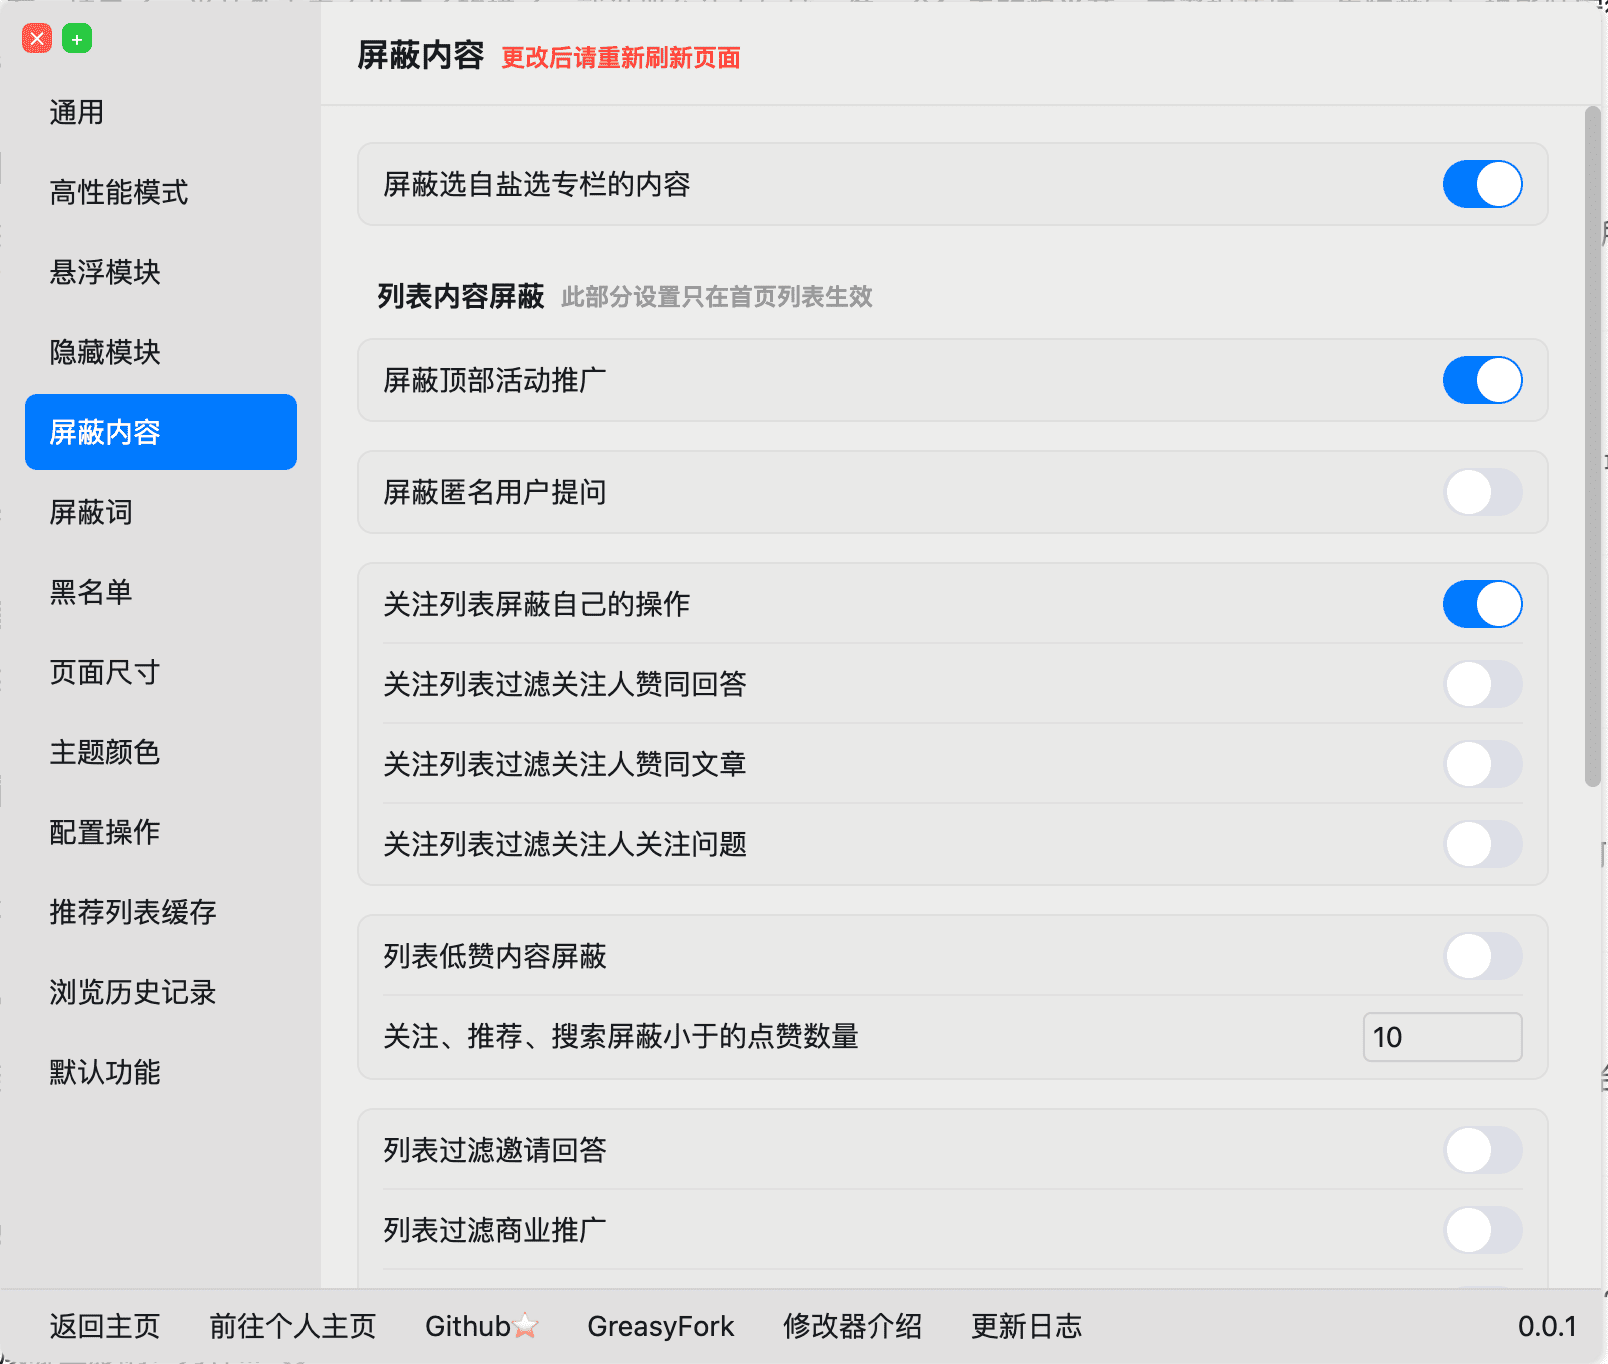 屏蔽内容 更改后请重新刷新页面
通用
高性能模式
悬浮模块
隐藏模块
屏蔽内容
屏蔽词
黑名单
页面尺寸
主题颜色
配置操作
推荐列表缓存
浏览历史记录
默认功能
屏蔽选自盐选专栏的内容
列表内容屏蔽 此部分设置只在首页列表生效
屏蔽顶部活动推广
屏蔽匿名用户提问
关注列表屏蔽自己的操作
关注列表过滤关注人赞同回答
关注列表过滤关注人赞同文章
关注列表过滤关注人关注问题
列表低赞内容屏蔽
关注、推荐、搜索屏蔽小于的点赞数量 10
列表过滤邀请回答
列表过滤商业推广
返回主页 前往个人主页 Github GreasyFork 修改器介绍 更新日志 0.0.1